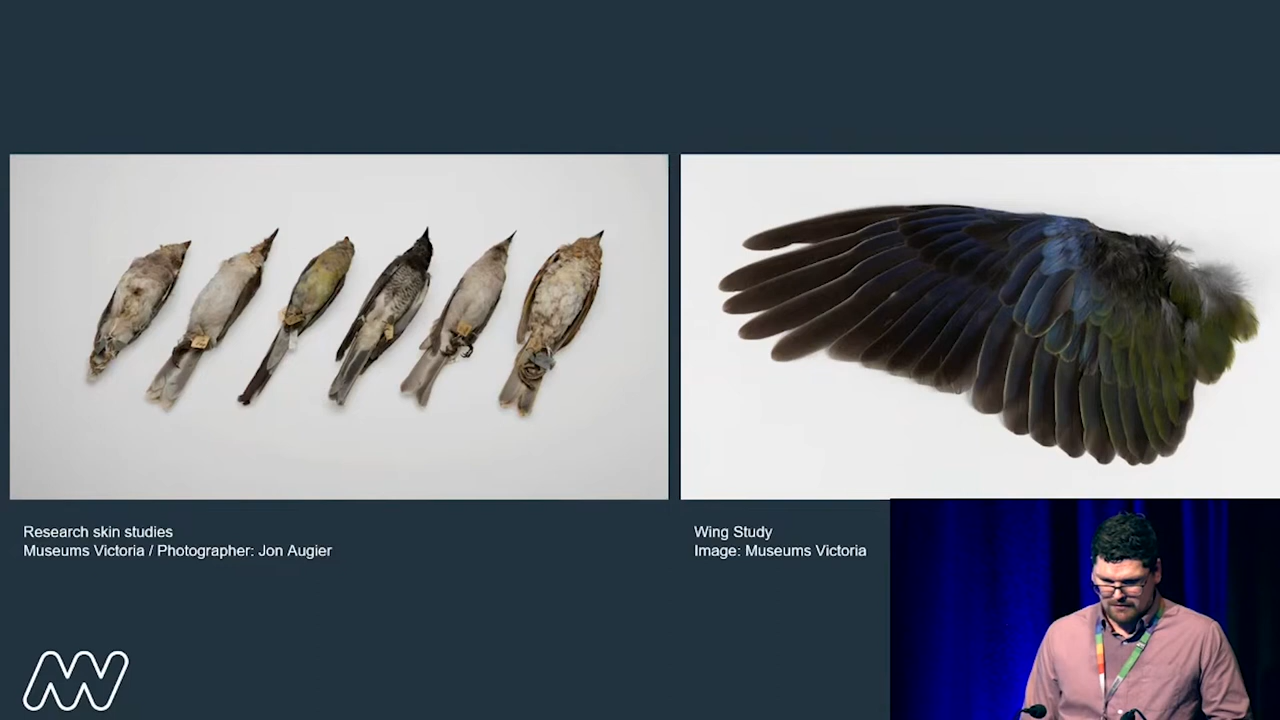 Research skin studies
Museums Victoria / Photographer: Jon Augier
Wing Study
Image: Museums Victoria